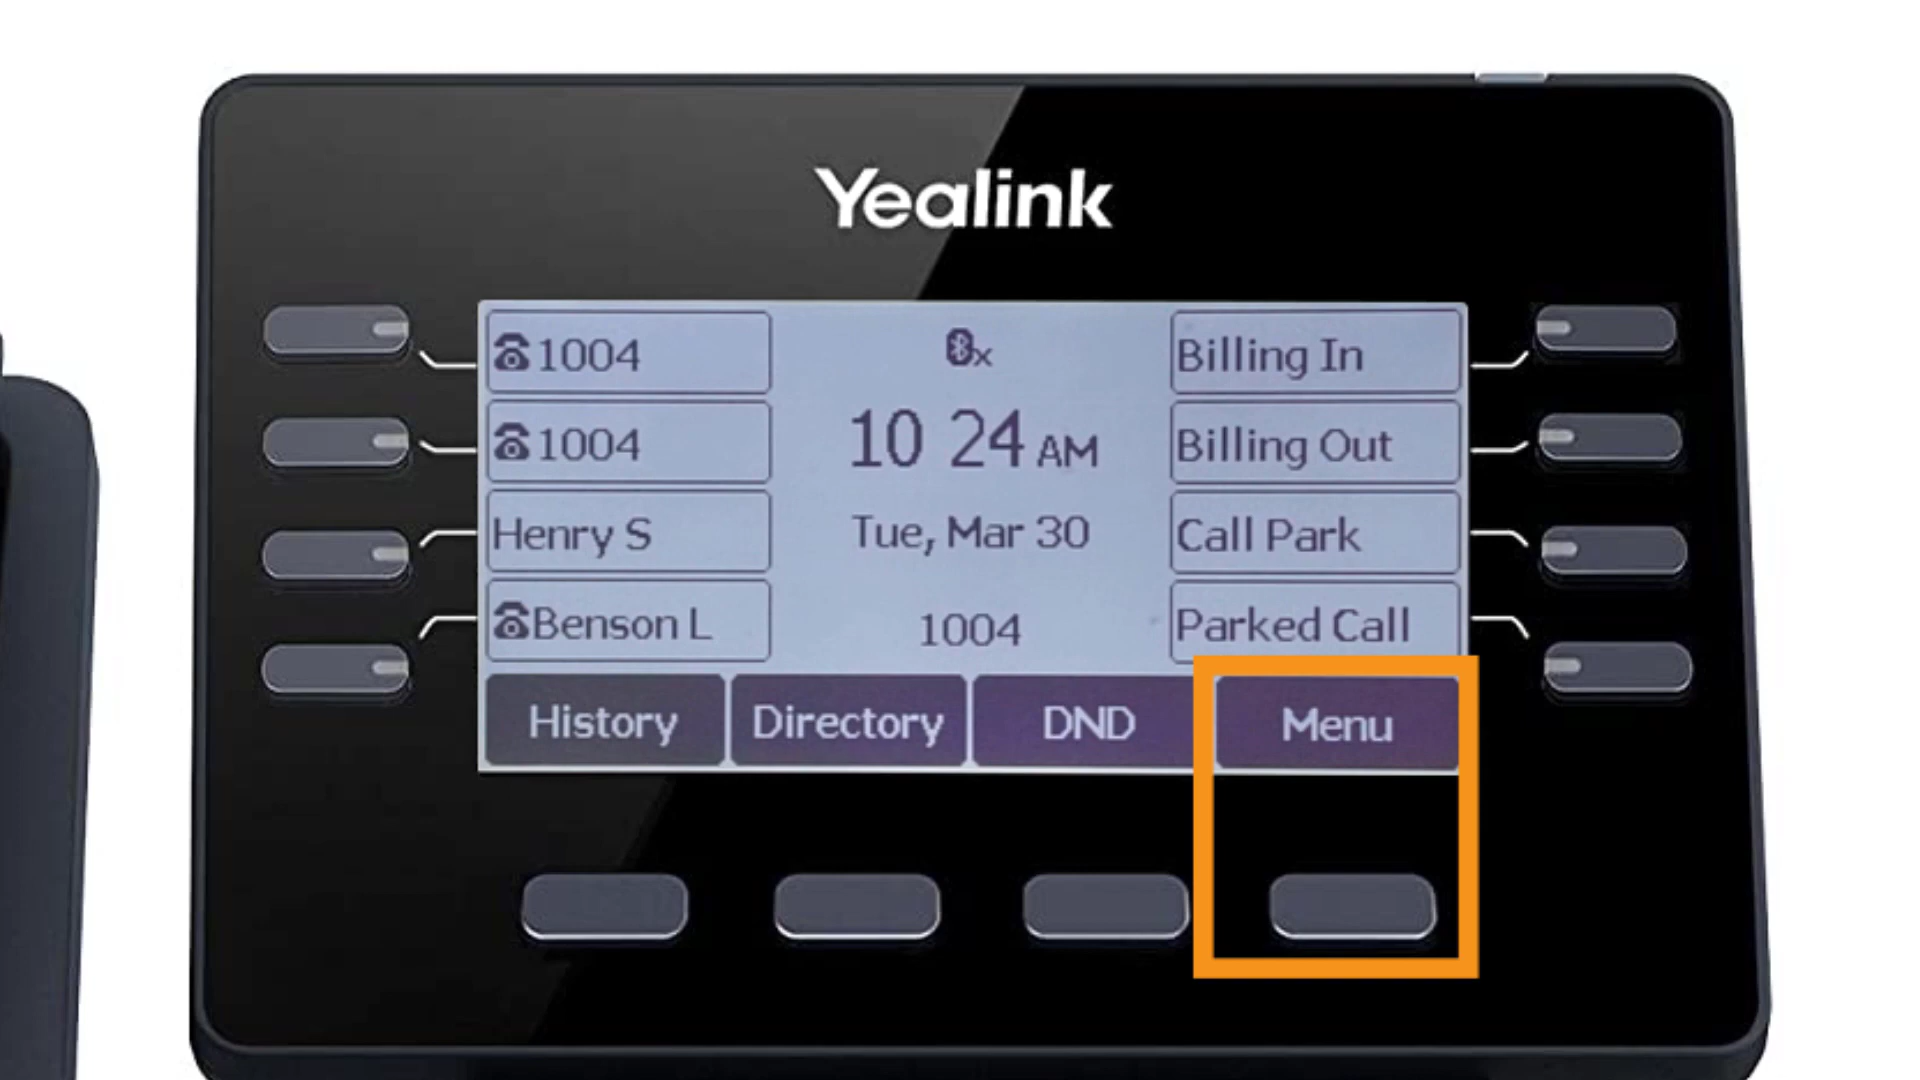 Yealink
1004
1004
Henry S
Benson L
x
10 24 AM
Tue, Mar 30
1004
Billing In
Billing Out
Call Park
Parked Call
History
Directory
DND
Menu